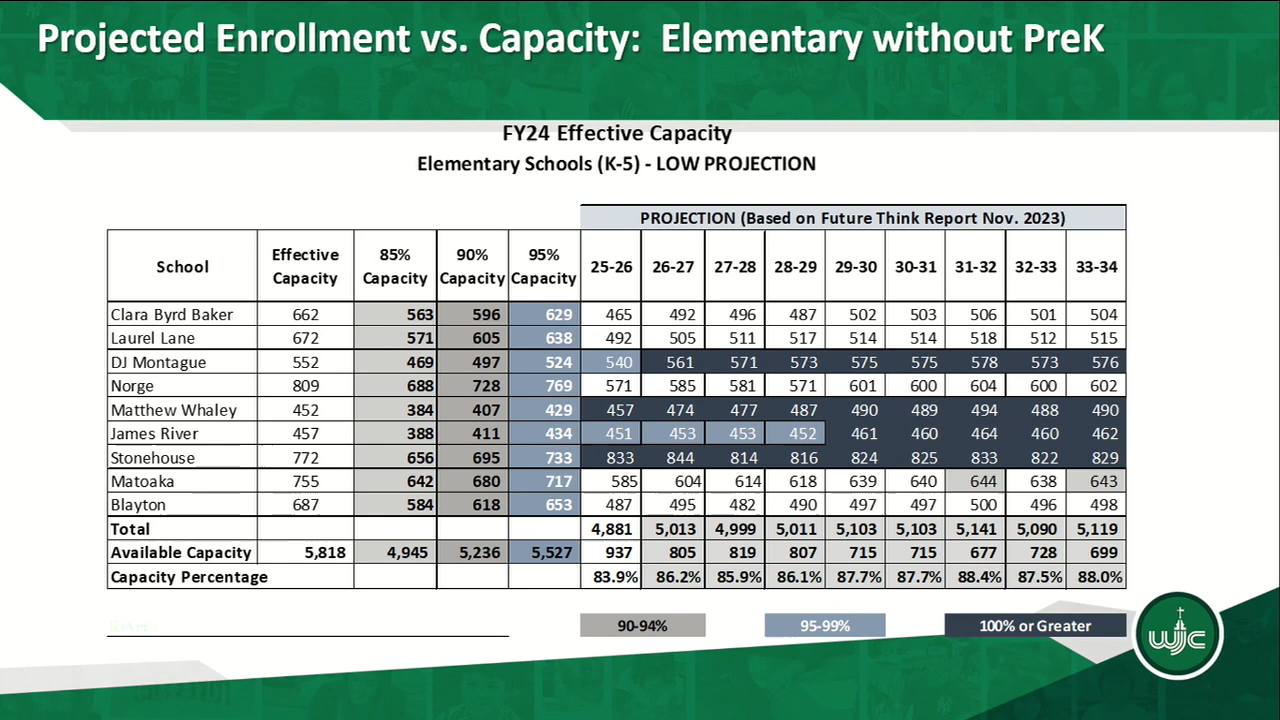 Projected Enrollment vs. Capacity: Elementary without PreK
FY24 Effective Capacity
Elementary Schools (K-5) - LOW PROJECTION
PROJECTION (Based on Future Think Report Nov. 2023)
School Effective Capacity 85% Capacity 90% Capacity 95% Capacity 25-26 26-27 27-28 28-29 29-30 30-31 31-32 32-33 33-34
Clara Byrd Baker 662 563 596 629 465 492 496 487 502 503 506 501 504
Laurel Lane 672 571 605 638 492 505 511 517 514 514 518 512 515
DJ Montague 552 469 497 524 540 561 571 573 575 575 578 573 576
Norge 809 688 728 769 571 585 581 571 601 600 604 600 602
Matthew Whaley 452 384 407 429 457 474 477 487 490 489 494 488 490
James River 457 388 411 434 451 453 453 452 461 460 464 460 462
Stonehouse 772 656 695 733 833 844 814 816 824 825 833 822 829
Matoaka 755 642 680 717 585 604 614 618 639 640 644 638 643
Blayton 687 584 618 653 487 495 482 490 497 497 500 496 498
Total 4,881 5,013 4,999 5,011 5,103 5,103 5,141 5,090 5,119
Available Capacity 5,818 4,945 5,236 5,527 937 805 819 807 715 715 677 728 699
Capacity Percentage 83.9% 86.2% 85.9% 86.1% 87.7% 87.7% 88.4% 87.5% 88.0%
90-94% 95-99% 100% or Greater
WJC